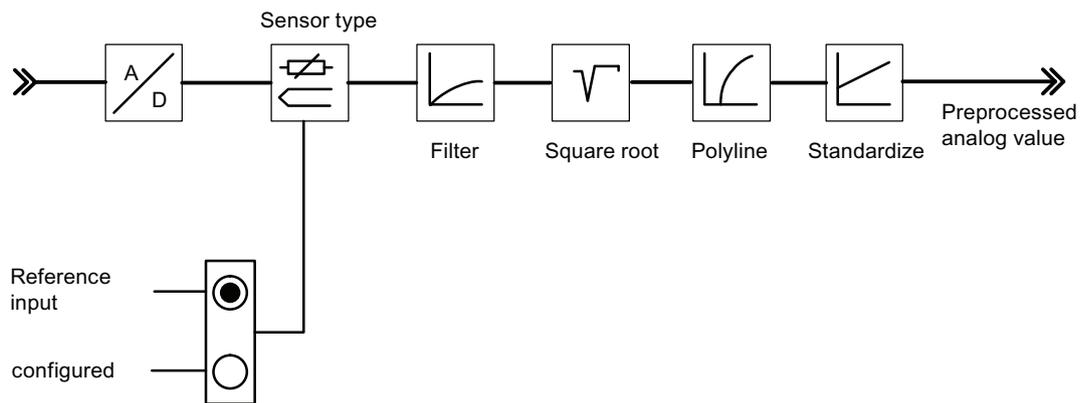 Sensor type
A
D
Filter
Square root
Polyline
Standardize
Preprocessed
analog value
Reference
input
configured